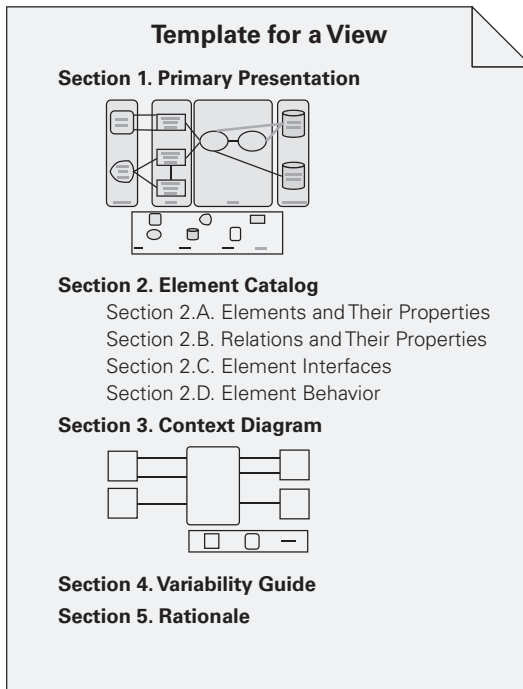 Template for a View
Section 1. Primary Presentation
Section 2. Element Catalog
Section 2.A. Elements and Their Properties
Section 2.B. Relations and Their Properties
Section 2.C. Element Interfaces
Section 2.D. Element Behavior
Section 3. Context Diagram
Section 4. Variability Guide
Section 5. Rationale